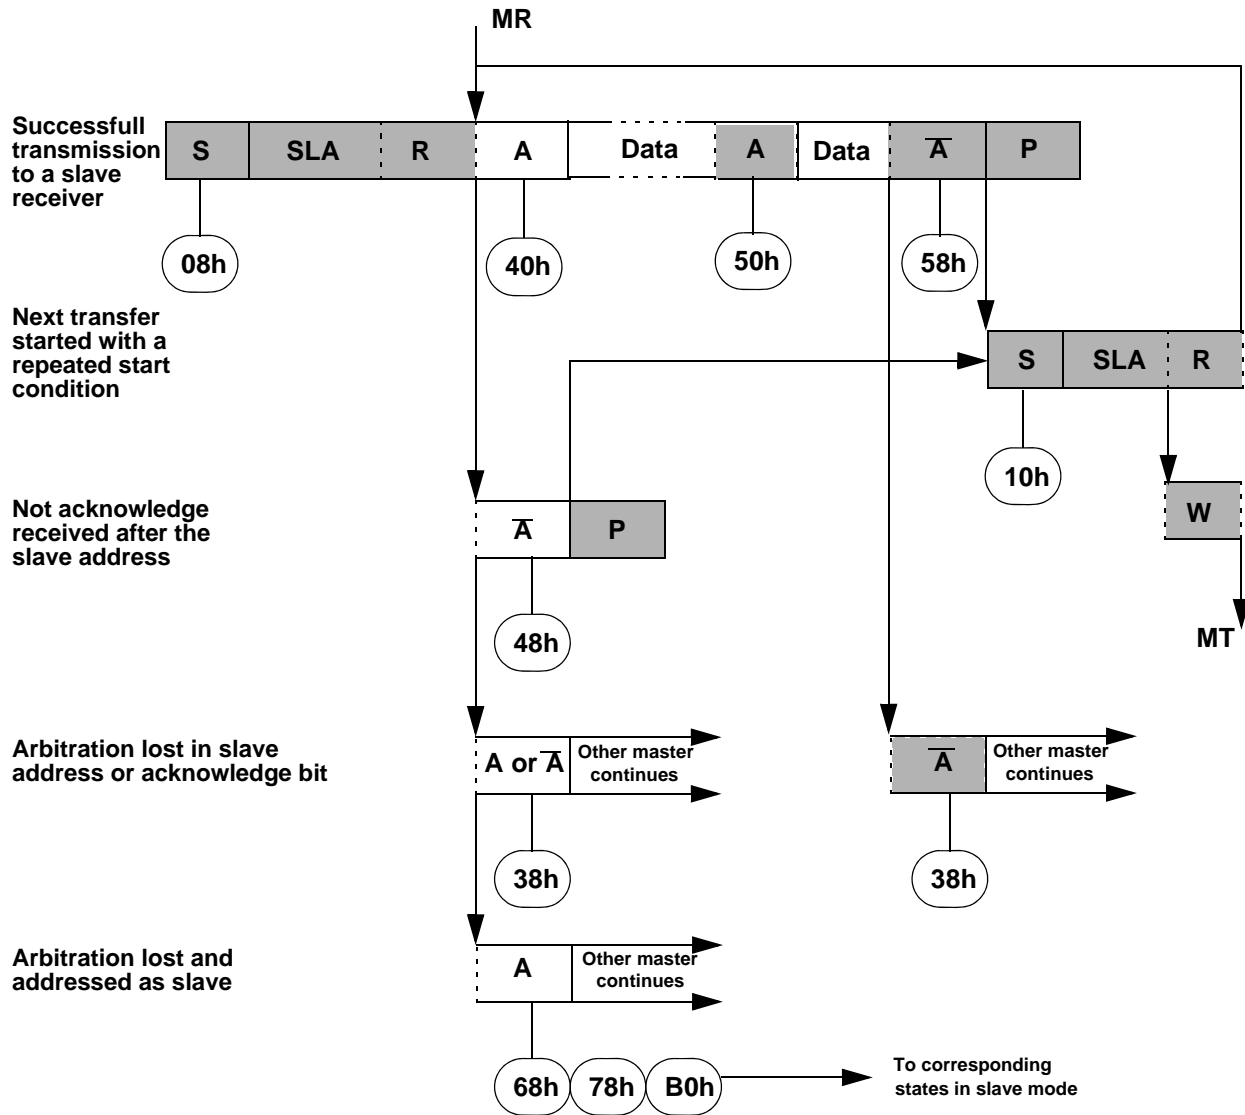 MR
Successfull
transmission
to a slave
receiver
S SLA R A Data A Data A̅ P
08h 40h 50h 58h
Next transfer
started with a
repeated start
condition
S SLA R
10h
Not acknowledge
received after the
slave address
A̅ P
W
48h
MT
Arbitration lost in slave
address or acknowledge bit
A or A̅
Other master
continues
A̅
Other master
continues
38h 38h
Arbitration lost and
addressed as slave
A
Other master
continues
68h 78h B0h
To corresponding
states in slave mode